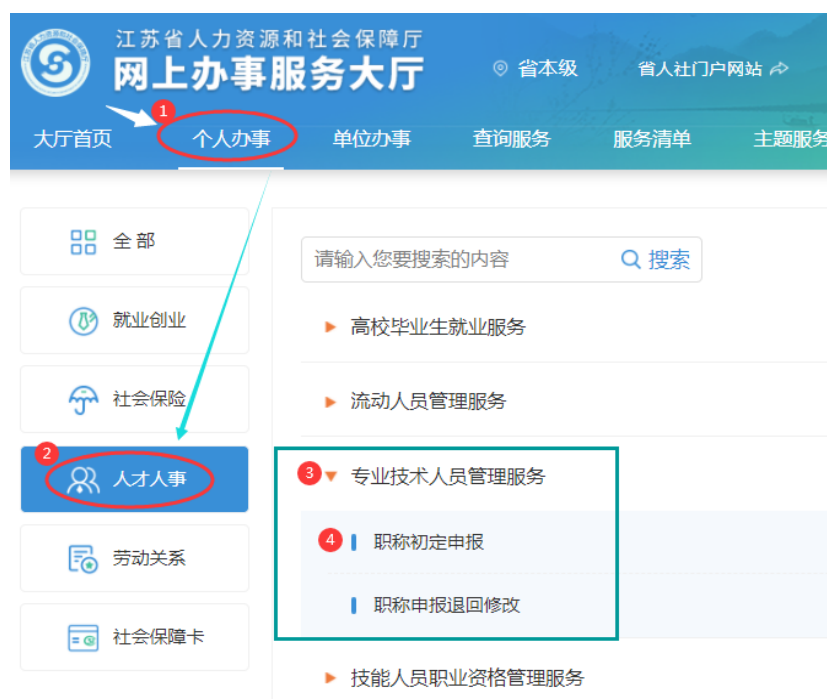 江苏省人力资源和社会保障厅
网上办事服务大厅
省本级
省人社门户网站
1
大厅首页 个人办事 单位办事 查询服务 服务清单 主题服务
全部
请输入您要搜索的内容 搜索
就业创业
高校毕业生就业服务
社会保险
流动人员管理服务
2
人才人事
3 专业技术人员管理服务
4 职称初定申报
劳动关系
职称申报退回修改
社会保障卡
技能人员职业资格管理服务